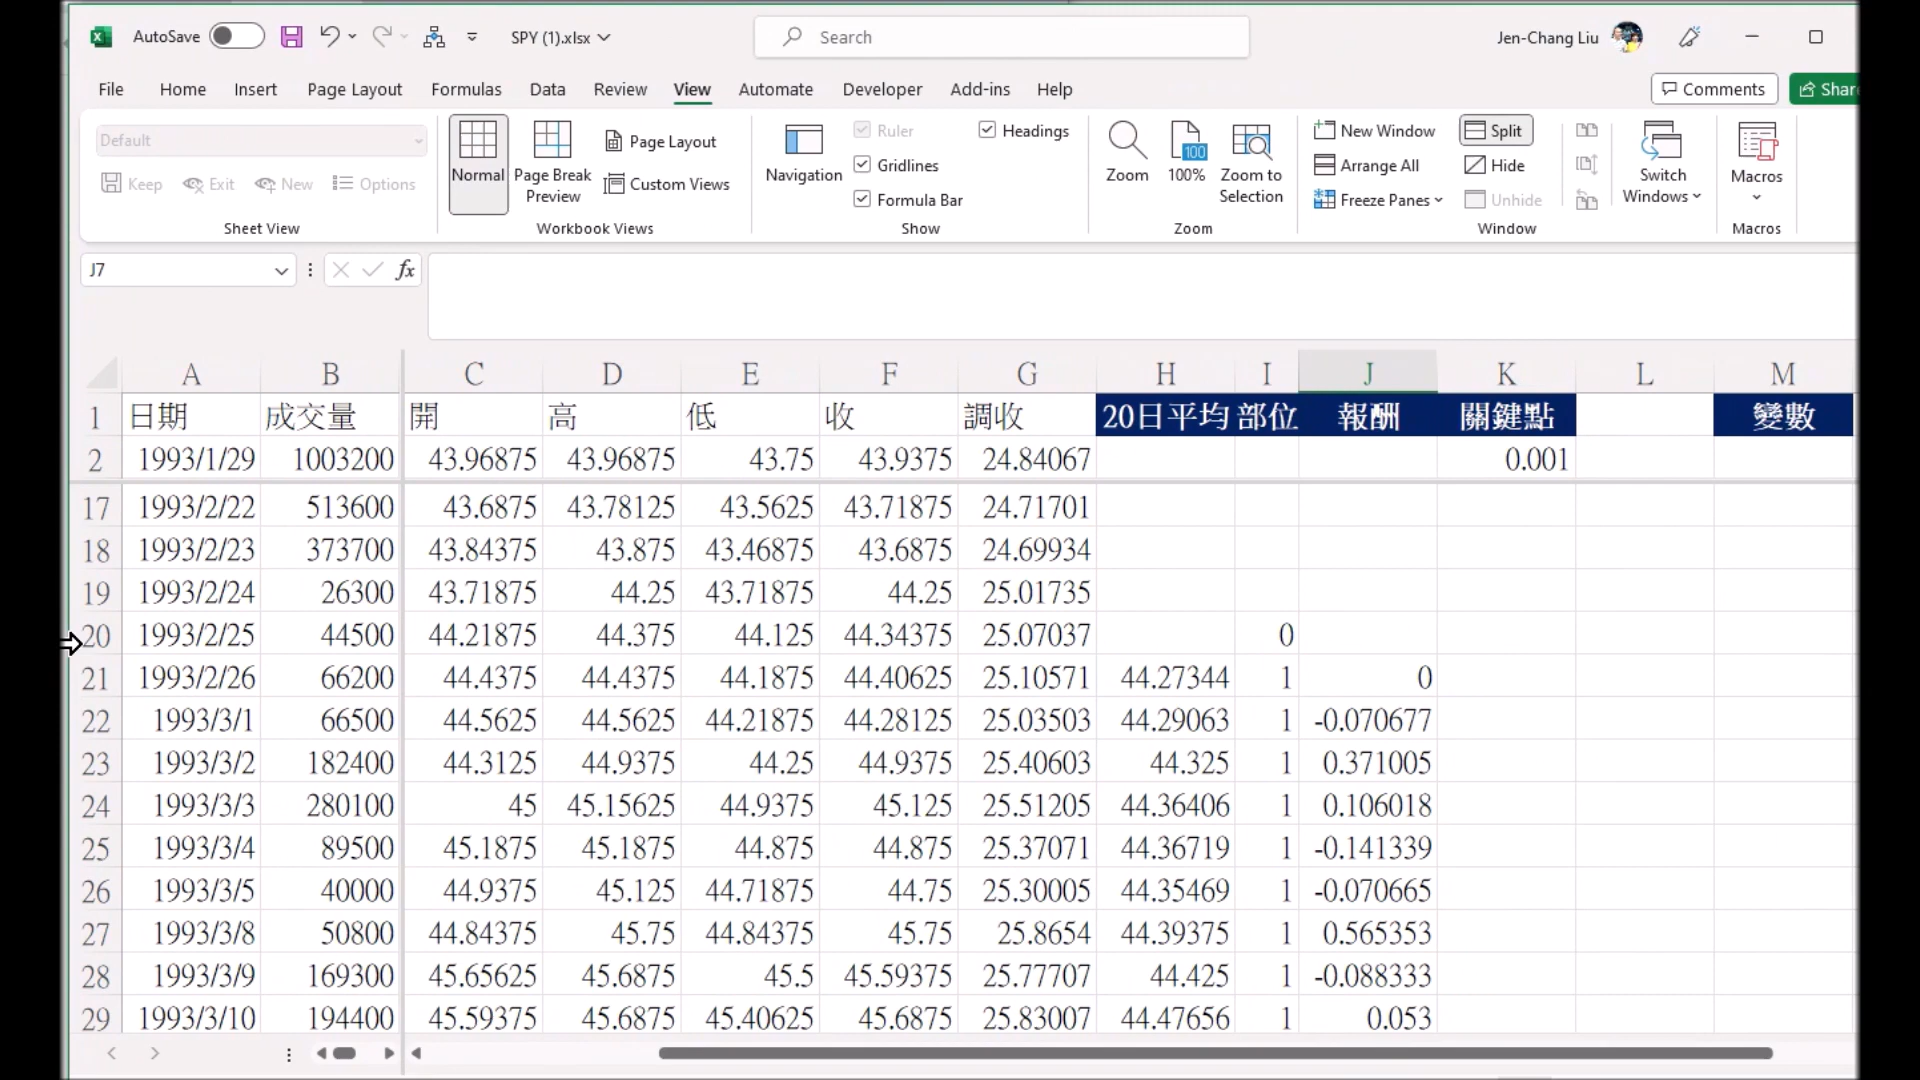 AutoSave SPY (1).xlsx Search Jen-Chang Liu
File Home Insert Page Layout Formulas Data Review View Automate Developer Add-ins Help Comments
Default
Keep Exit New Options
Sheet View
Normal Page Break Preview Page Layout Custom Views
Workbook Views
Navigation Ruler Gridlines Formula Bar Headings
Show
Zoom 100 100% Zoom to Selection
Zoom
New Window Arrange All Freeze Panes Split Hide Unhide Switch Windows
Window
Macros
Macros
J7 fx
A B C D E F G H I J K L M
1 日期 成交量 開 高 低 收 調收 20日平均 部位 報酬 關鍵點 變數
2 1993/1/29 1003200 43.96875 43.96875 43.75 43.9375 24.84067 0.001
17 1993/2/22 513600 43.6875 43.78125 43.5625 43.71875 24.71701
18 1993/2/23 373700 43.84375 43.875 43.46875 43.6875 24.69934
19 1993/2/24 26300 43.71875 44.25 43.71875 44.25 25.01735
20 1993/2/25 44500 44.21875 44.375 44.125 44.34375 25.07037 0
21 1993/2/26 66200 44.4375 44.4375 44.1875 44.40625 25.10571 44.27344 1 0
22 1993/3/1 66500 44.5625 44.5625 44.21875 44.28125 25.03503 44.29063 1 -0.070677
23 1993/3/2 182400 44.3125 44.9375 44.25 44.9375 25.40603 44.325 1 0.371005
24 1993/3/3 280100 45 45.15625 44.9375 45.125 25.51205 44.36406 1 0.106018
25 1993/3/4 89500 45.1875 45.1875 44.875 44.875 25.37071 44.36719 1 -0.141339
26 1993/3/5 40000 44.9375 45.125 44.71875 44.75 25.30005 44.35469 1 -0.070665
27 1993/3/8 50800 44.84375 45.75 44.84375 45.75 25.8654 44.39375 1 0.565353
28 1993/3/9 169300 45.65625 45.6875 45.5 45.59375 25.77707 44.425 1 -0.088333
29 1993/3/10 194400 45.59375 45.6875 45.40625 45.6875 25.83007 44.47656 1 0.053